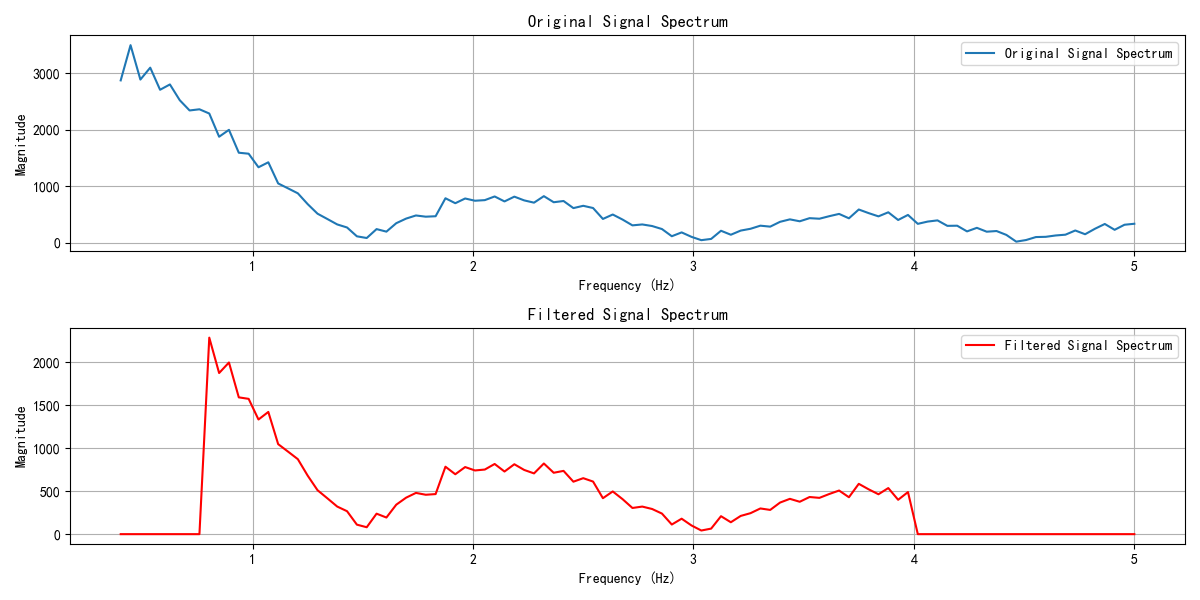 Original Signal Spectrum
Original Signal Spectrum
Magnitude
3000
2000
1000
0
1 2 3 4 5
Frequency (Hz)
Filtered Signal Spectrum
Filtered Signal Spectrum
Magnitude
2000
1500
1000
500
0
1 2 3 4 5
Frequency (Hz)